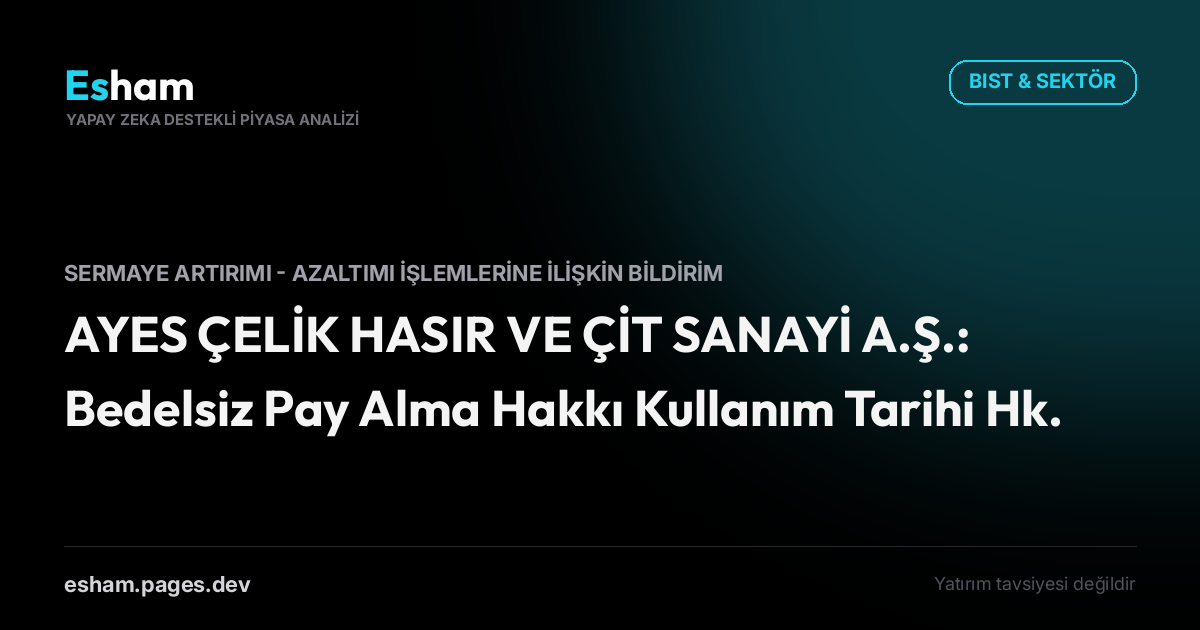 Esham
YAPAY ZEKA DESTEKLİ PİYASA ANALİZİ
BIST & SEKTÖR
SERMAYE ARTIRIMI - AZALTIMI İŞLEMLERİNE İLİŞKİN BİLDİRİM
AYES ÇELİK HASIR VE ÇİT SANAYİ A.Ş.:
Bedelsiz Pay Alma Hakkı Kullanım Tarihi Hk.
esham.pages.dev
Yatırım tavsiyesi değildir